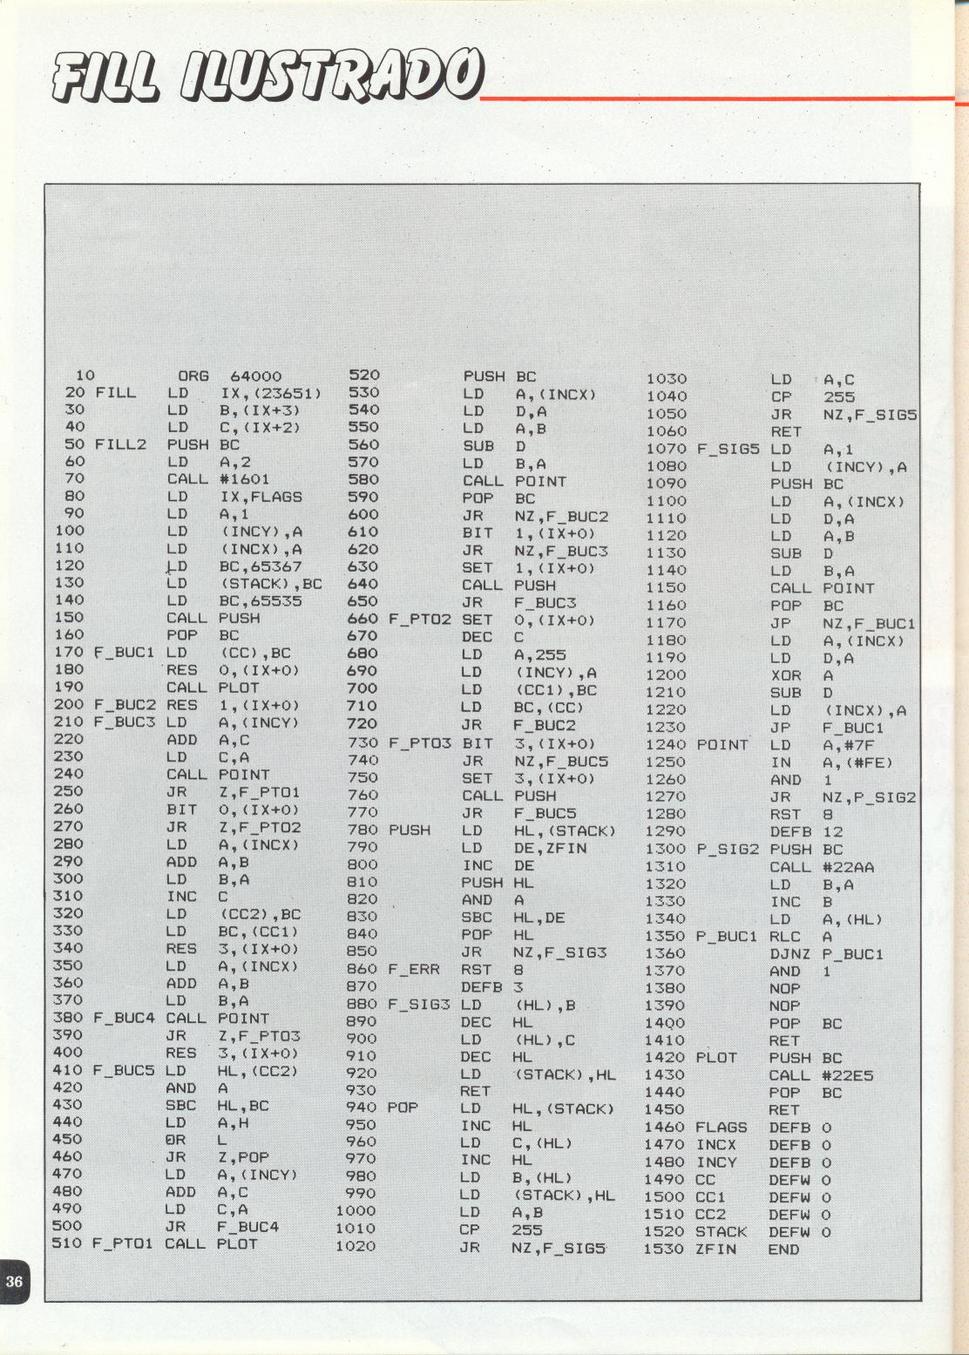 FILL ILUSTRADO
10 ORG 64000
20 FILL LD IX,(23651)
30 LD B,(IX+3)
40 LD C,(IX+2)
50 FILL2 PUSH BC
60 LD A,2
70 CALL #1601
80 LD IX,FLAGS
90 LD A,1
100 LD (INCY),A
110 LD (INCX),A
120 LD BC,65367
130 LD (STACK),BC
140 LD BC,65535
150 CALL PUSH
160 POP BC
170 F_BUC1 LD (CC),BC
180 RES 0,(IX+0)
190 CALL PLOT
200 F_BUC2 RES 1,(IX+0)
210 F_BUC3 LD A,(INCY)
220 ADD A,C
230 LD C,A
240 CALL POINT
250 JR Z,F_PTO1
260 BIT 0,(IX+0)
270 JR Z,F_PTO2
280 LD A,(INCX)
290 ADD A,B
300 LD B,A
310 INC C
320 LD (CC2),BC
330 LD BC,(CC1)
340 RES 3,(IX+0)
350 LD A,(INCX)
360 ADD A,B
370 LD B,A
380 F_BUC4 CALL POINT
390 JR Z,F_PTO3
400 RES 3,(IX+0)
410 F_BUC5 LD HL,(CC2)
420 AND A
430 SBC HL,BC
440 LD A,H
450 OR L
460 JR Z,POP
470 LD A,(INCY)
480 ADD A,C
490 LD C,A
500 JR F_BUC4
510 F_PTO1 CALL PLOT
520 PUSH BC
530 LD A,(INCX)
540 LD D,A
550 LD A,B
560 SUB D
570 LD B,A
580 CALL POINT
590 POP BC
600 JR NZ,F_BUC2
610 BIT 1,(IX+0)
620 JR NZ,F_BUC3
630 SET 1,(IX+0)
640 CALL PUSH
650 JR F_BUC3
660 F_PTO2 SET 0,(IX+0)
670 DEC C
680 LD A,255
690 LD (INCY),A
700 LD (CC1),BC
710 LD BC,(CC)
720 JR F_BUC2
730 F_PTO3 BIT 3,(IX+0)
740 JR NZ,F_BUC5
750 SET 3,(IX+0)
760 CALL PUSH
770 JR F_BUC5
780 PUSH LD HL,(STACK)
790 LD DE,ZFIN
800 INC DE
810 PUSH HL
820 AND A
830 SBC HL,DE
840 POP HL
850 JR NZ,F_SIG3
860 F_ERR RST 8
870 DEFB 3
880 F_SIG3 LD (HL),B
890 DEC HL
900 LD (HL),C
910 DEC HL
920 LD (STACK),HL
930 RET
940 POP LD HL,(STACK)
950 INC HL
960 LD C,(HL)
970 INC HL
980 LD B,(HL)
990 LD (STACK),HL
1000 LD A,B
1010 CP 255
1020 JR NZ,F_SIG5
1030 LD A,C
1040 CP 255
1050 JR NZ,F_SIG5
1060 RET
1070 F_SIG5 LD A,1
1080 LD (INCY),A
1090 PUSH BC
1100 LD A,(INCX)
1110 LD D,A
1120 LD A,B
1130 SUB D
1140 LD B,A
1150 CALL POINT
1160 POP BC
1170 JP NZ,F_BUC1
1180 LD A,(INCX)
1190 LD D,A
1200 XOR A
1210 SUB D
1220 LD (INCX),A
1230 JP F_BUC1
1240 POINT LD A,#7F
1250 IN A,(#FE)
1260 AND 1
1270 JR NZ,P_SIG2
1280 RST 8
1290 DEFB 12
1300 P_SIG2 PUSH BC
1310 CALL #22AA
1320 LD B,A
1330 INC B
1340 LD A,(HL)
1350 P_BUC1 RLC A
1360 DJNZ P_BUC1
1370 AND 1
1380 NOP
1390 NOP
1400 POP BC
1410 RET
1420 PLOT PUSH BC
1430 CALL #22E5
1440 POP BC
1450 RET
1460 FLAGS DEFB 0
1470 INCX DEFB 0
1480 INCY DEFB 0
1490 CC DEFW 0
1500 CC1 DEFW 0
1510 CC2 DEFW 0
1520 STACK DEFW 0
1530 ZFIN END
36